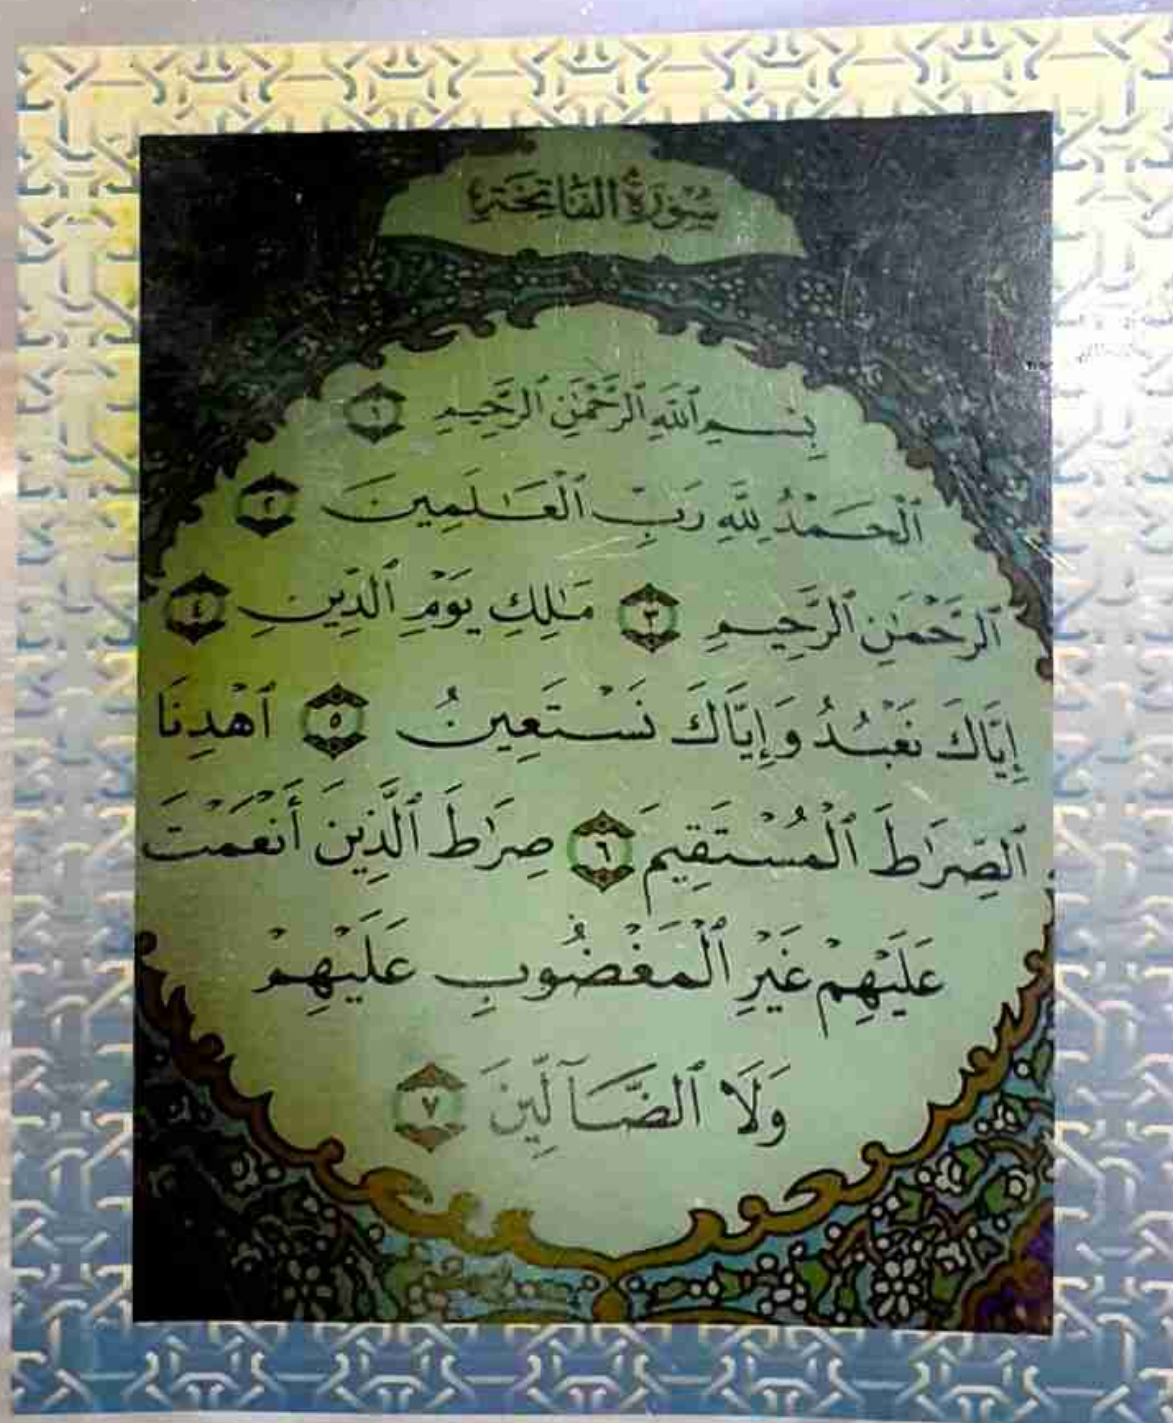 سُورَةُ الفَاتِحَةِ
بِسْمِ ٱللَّهِ ٱلرَّحْمَٰنِ ٱلرَّحِيمِ ١
ٱلْحَمْدُ لِلَّهِ رَبِّ ٱلْعَـٰلَمِينَ ٢
ٱلرَّحْمَٰنِ ٱلرَّحِيمِ ٣ مَـٰلِكِ يَوْمِ ٱلدِّينِ ٤
إِيَّاكَ نَعْبُدُ وَإِيَّاكَ نَسْتَعِينُ ٥ ٱهْدِنَا
ٱلصِّرَٰطَ ٱلْمُسْتَقِيمَ ٦ صِرَٰطَ ٱلَّذِينَ أَنْعَمْتَ
عَلَيْهِمْ غَيْرِ ٱلْمَغْضُوبِ عَلَيْهِمْ
وَلَا ٱلضَّآلِّينَ ٧